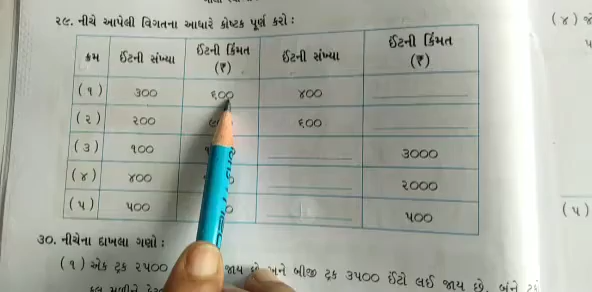 ૨૯. નીચે આપેલી વિગતના આધારે કોષ્ટક પૂર્ણ કરો :
ક્રમ ઈંટની સંખ્યા ઈંટની કિંમત (₹) ઈંટની સંખ્યા ઈંટની કિંમત (₹)
(૧) ૩૦૦ ૬૦૦ ૪૦૦
(૨) ૨૦૦ ૬૦૦
(૩) ૧૦૦ ૩૦૦૦
(૪) ૪૦૦ ૨૦૦૦
(૫) ૫૦૦ ૫૦૦
૩૦. નીચેના દાખલા ગણો :
(૧) એક ટ્રક ૨૫૦૦ જાય છે અને બીજી ટ્રક ૩૫૦૦ ઈંટો લઈ જાય છે. બંને
(૪)
(૫)